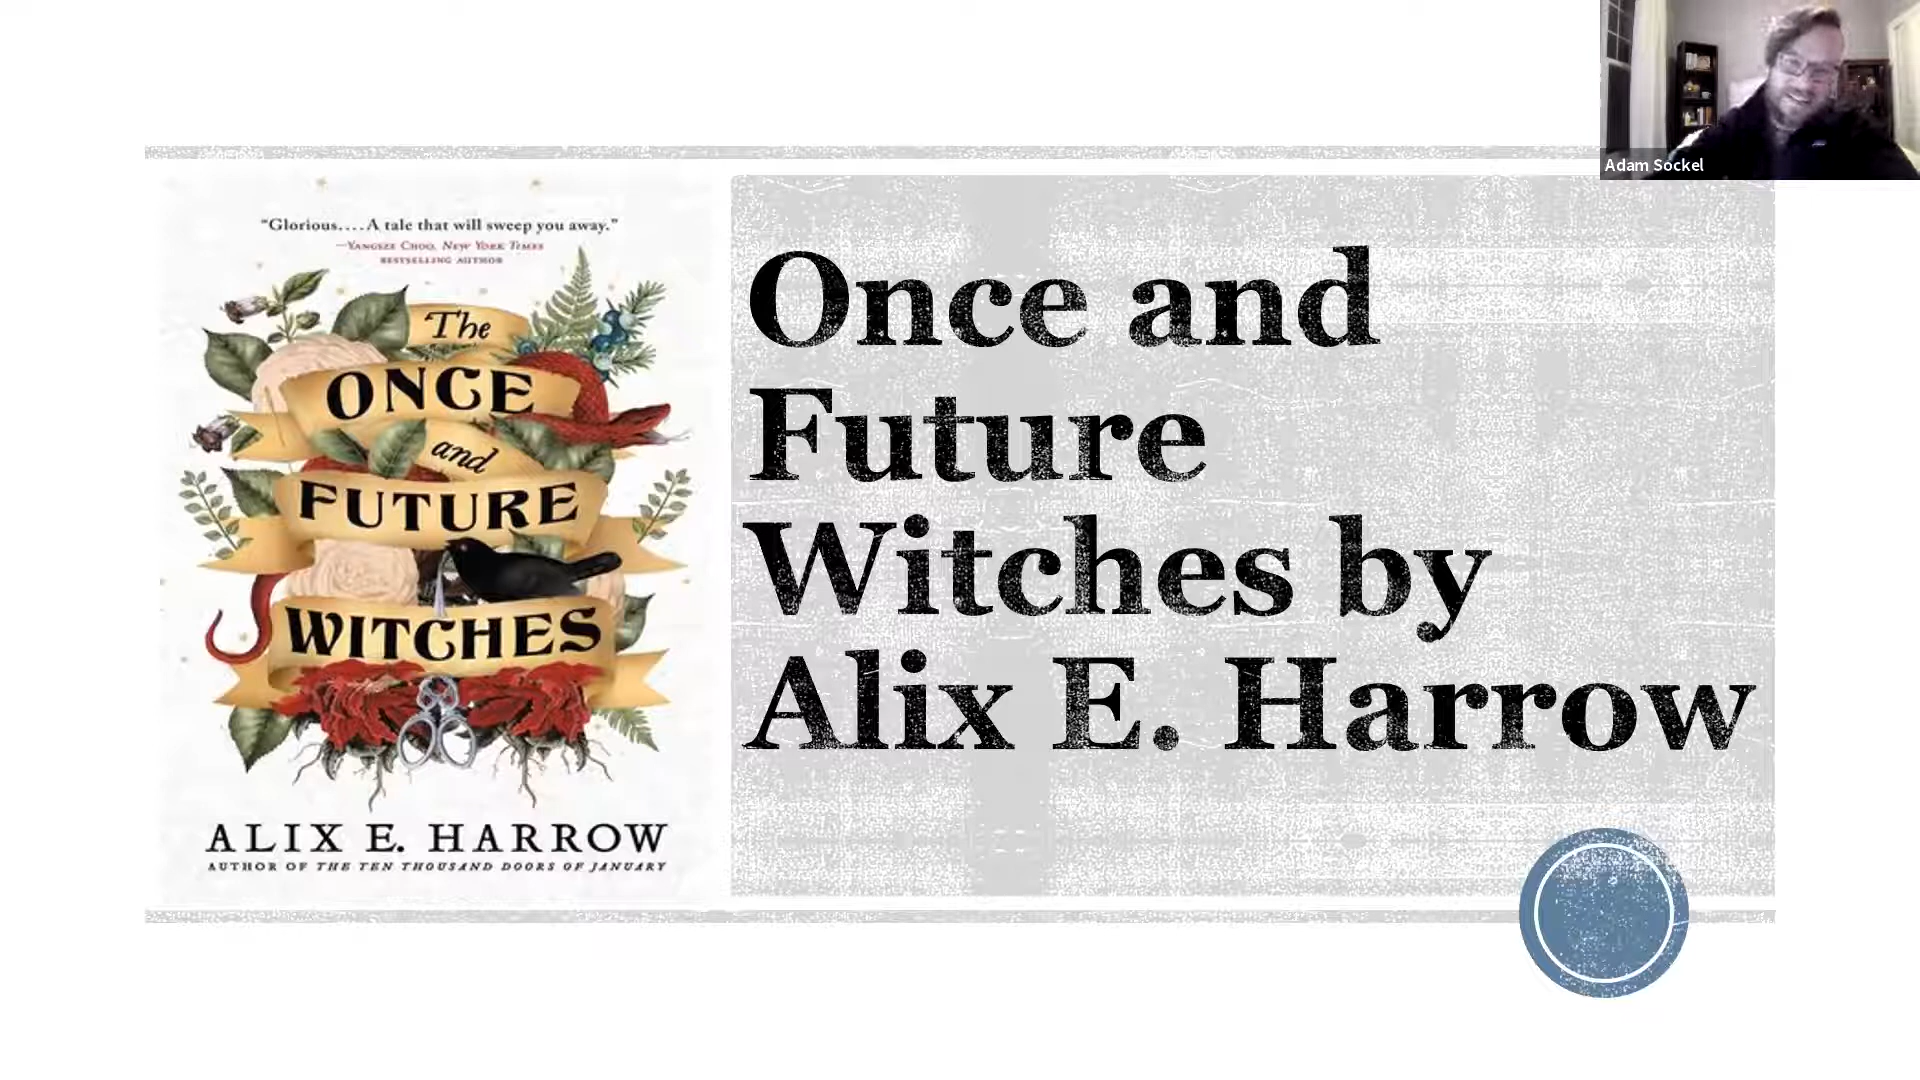 "Glorious....A tale that will sweep you away."
—Yangsze Choo, New York Times
bestselling author
The
ONCE
and
FUTURE
WITCHES
ALIX E. HARROW
AUTHOR OF THE TEN THOUSAND DOORS OF JANUARY
Once and
Future
Witches by
Alix E. Harrow
Adam Sockel